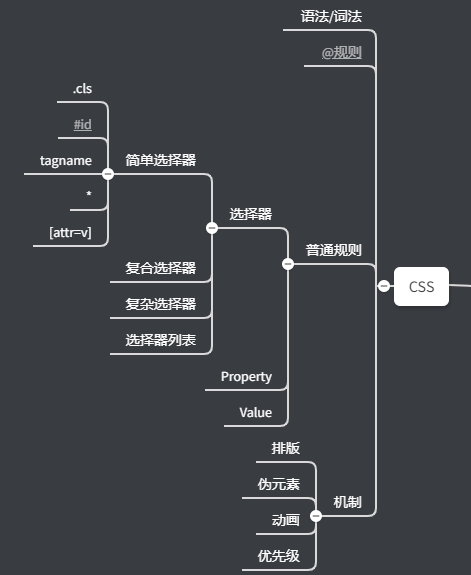 语法/词法
@规则
.cls
#id
tagname
简单选择器
*
[attr=v]
选择器
复合选择器
复杂选择器
选择器列表
普通规则
CSS
Property
Value
排版
伪元素
机制
动画
优先级